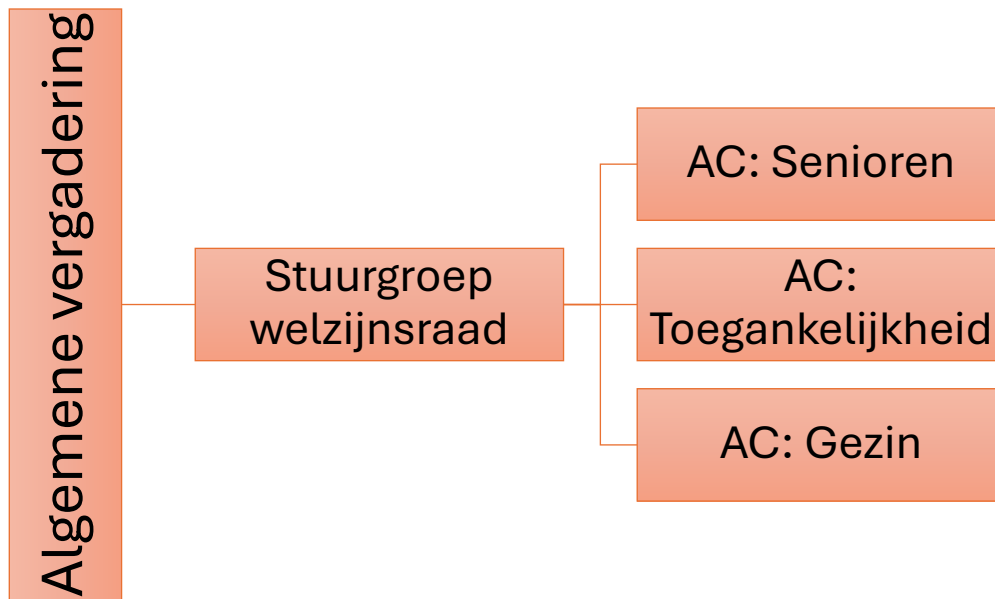 Algemene vergadering
Stuurgroep
welzijnsraad
AC: Senioren
AC:
Toegankelijkheid
AC: Gezin